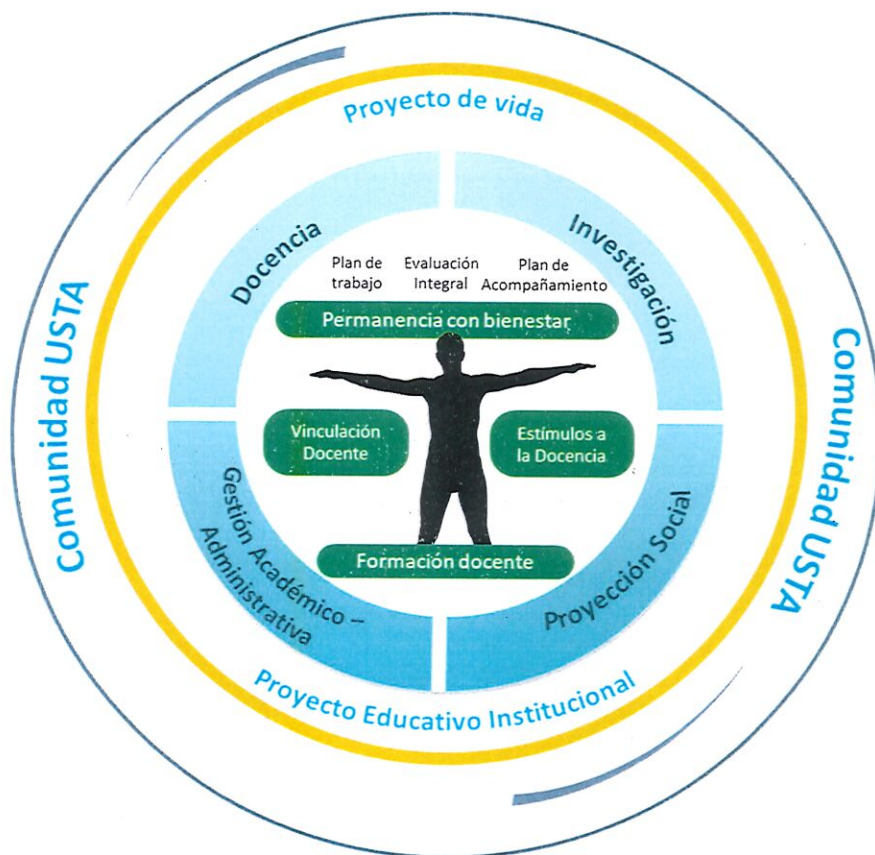 Proyecto de vida
Comunidad USTA
Docencia
Investigación
Plan de
trabajo
Evaluación
Integral
Plan de
Acompañamiento
Permanencia con bienestar
Vinculación
Docente
Estímulos a
la Docencia
Formación docente
Gestión Académico –
Administrativa
Proyección Social
Proyecto Educativo Institucional
Comunidad USTA